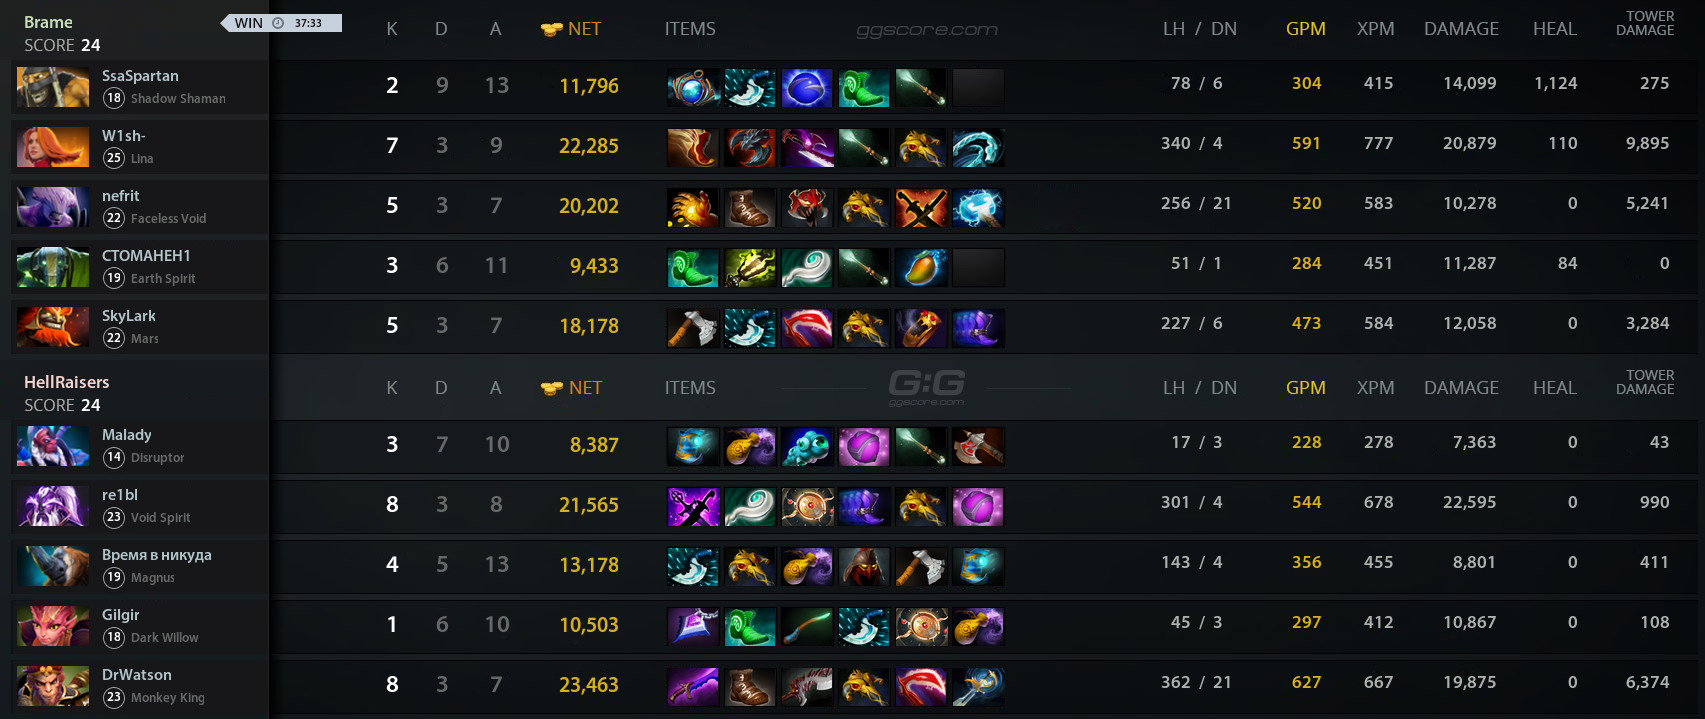 Brame WIN 37:33 K D A NET ITEMS ggscore.com LH / DN GPM XPM DAMAGE HEAL TOWER DAMAGE
SCORE 24
SsaSpartan 18 Shadow Shaman 2 9 13 11,796 78 / 6 304 415 14,099 1,124 275
W1sh- 25 Lina 7 3 9 22,285 340 / 4 591 777 20,879 110 9,895
nefrit 22 Faceless Void 5 3 7 20,202 256 / 21 520 583 10,278 0 5,241
СТОМАНЕН1 19 Earth Spirit 3 6 11 9,433 51 / 1 284 451 11,287 84 0
SkyLark 22 Mars 5 3 7 18,178 227 / 6 473 584 12,058 0 3,284
HellRaisers K D A NET ITEMS G:G ggscore.com LH / DN GPM XPM DAMAGE HEAL TOWER DAMAGE
SCORE 24
Malady 14 Disruptor 3 7 10 8,387 17 / 3 228 278 7,363 0 43
re1bl 23 Void Spirit 8 3 8 21,565 301 / 4 544 678 22,595 0 990
Время в никуда 19 Magnus 4 5 13 13,178 143 / 4 356 455 8,801 0 411
Gilgir 18 Dark Willow 1 6 10 10,503 45 / 3 297 412 10,867 0 108
DrWatson 23 Monkey King 8 3 7 23,463 362 / 21 627 667 19,875 0 6,374